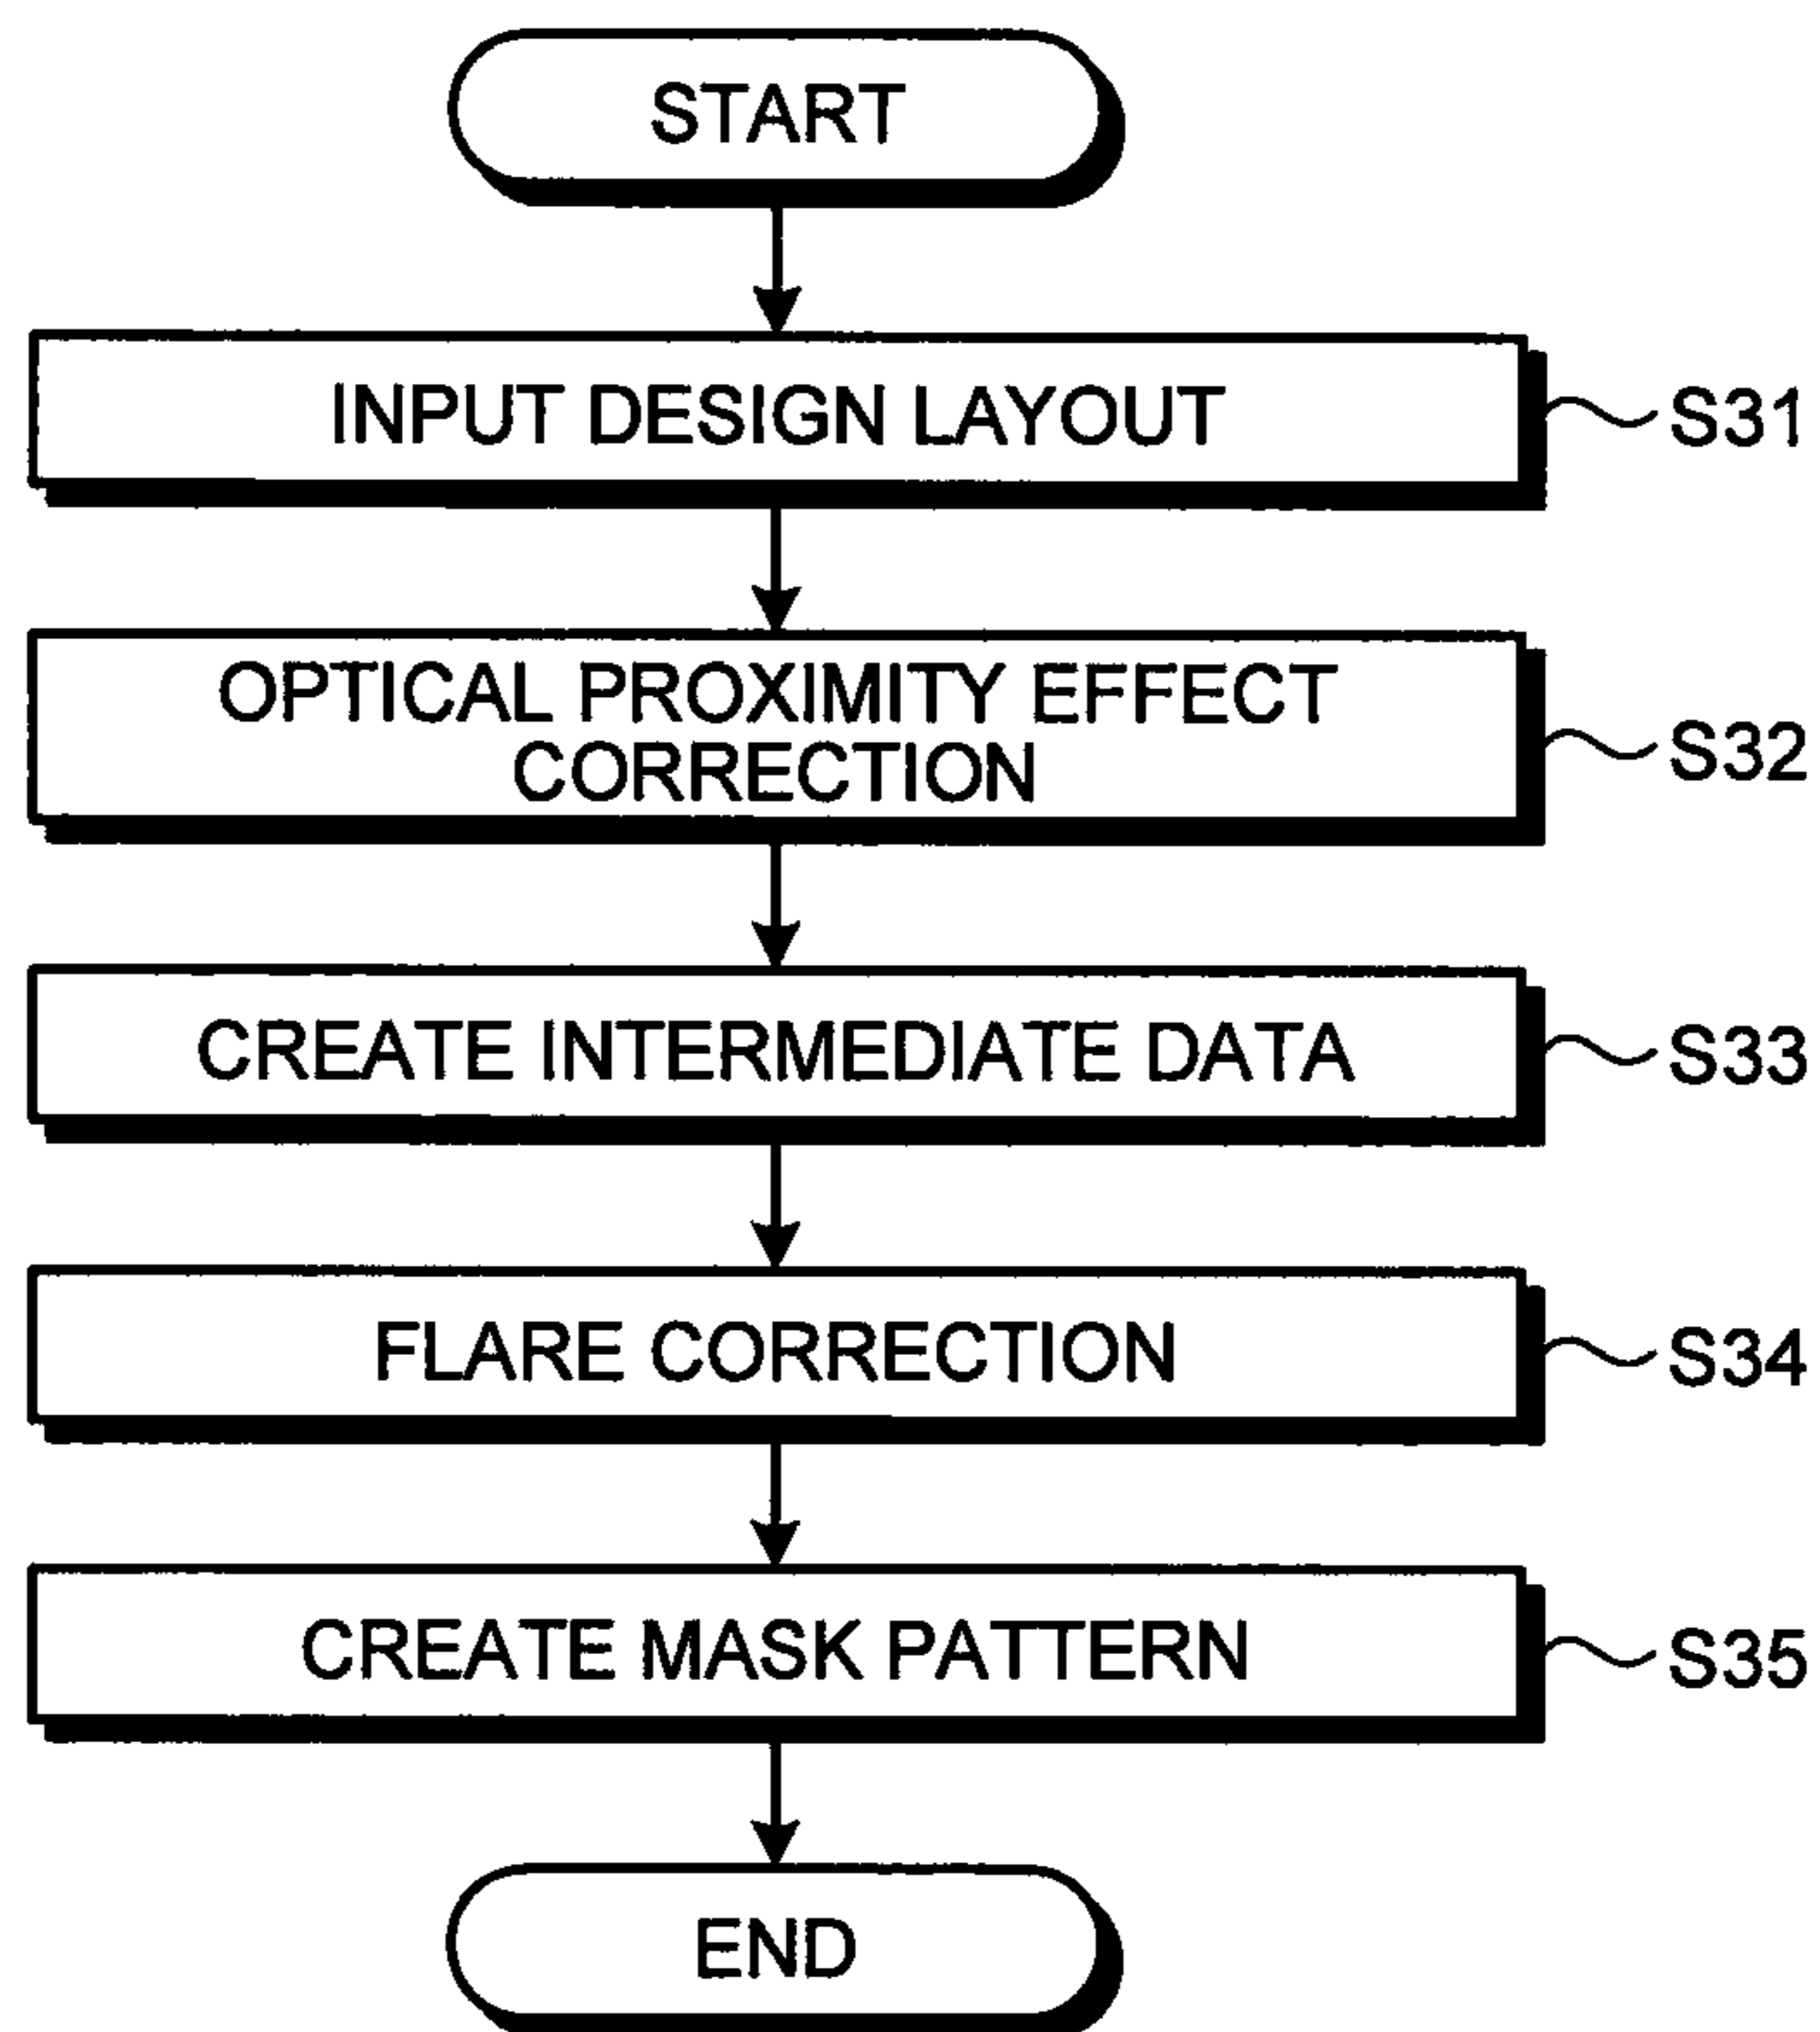 START
INPUT DESIGN LAYOUT
S31
OPTICAL PROXIMITY EFFECT
CORRECTION
S32
CREATE INTERMEDIATE DATA
S33
FLARE CORRECTION
S34
CREATE MASK PATTERN
S35
END